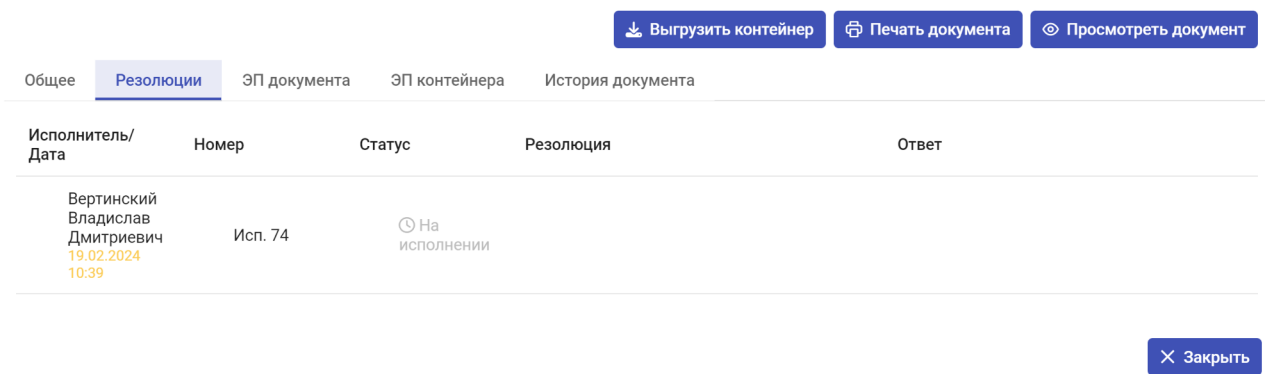 Выгрузить контейнер Печать документа Просмотреть документ
Общее Резолюции ЭП документа ЭП контейнера История документа
Исполнитель/
Дата
Номер
Статус
Резолюция
Ответ
Вертинский
Владислав
Дмитриевич
19.02.2024
10:39
Исп. 74
На
исполнении
Закрыть